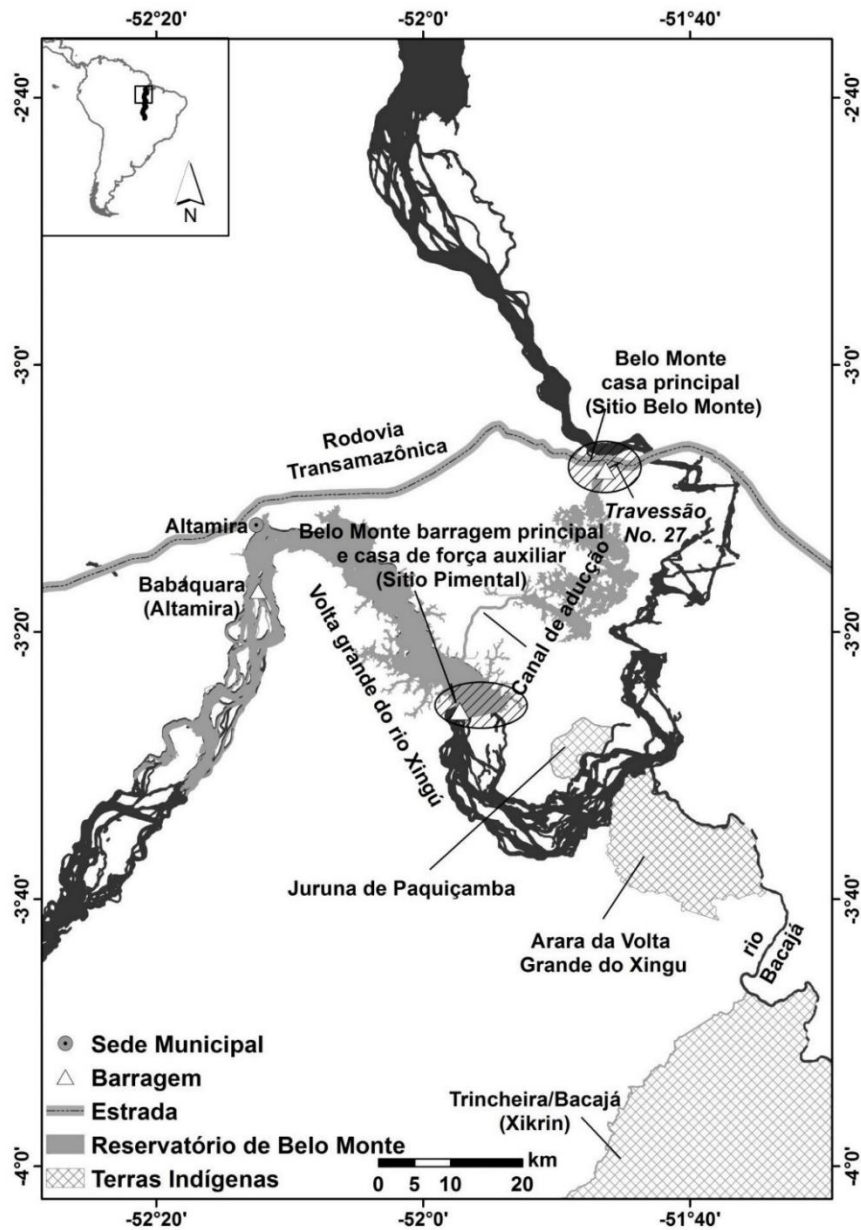 -52°20'
-52°0'
-51°40'
N
-2°40'
-2°40'
-3°0'
-3°0'
Belo Monte
casa principal
(Sitio Belo Monte)
Rodovia
Transamazônica
Altamira
Travessão
No. 27
Belo Monte barragem principal
e casa de força auxiliar
(Sítio Pimental)
Babaquara
(Altamira)
Canal de aducção
-3°20'
-3°20'
Volta grande do rio Xingú
Juruna de Paquiçamba
-3°40'
-3°40'
Arara da Volta
Grande do Xingu
rio
Bacajá
Sede Municipal
Barragem
Estrada
Reservatório de Belo Monte
Terras Indígenas
Trincheira/Bacajá
(Xikrin)
km
0 5 10 20
-4°0'
-4°0'
-52°20'
-52°0'
-51°40'